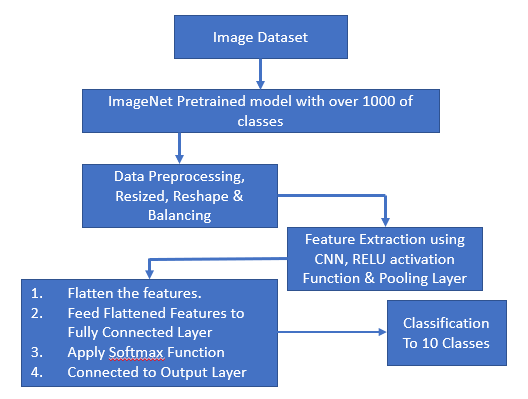 Image Dataset
ImageNet Pretrained model with over 1000 of
classes
Data Preprocessing,
Resized, Reshape &
Balancing
Feature Extraction using
CNN, RELU activation
Function & Pooling Layer
1. Flatten the features.
2. Feed Flattened Features to
Fully Connected Layer
3. Apply Softmax Function
4. Connected to Output Layer
Classification
To 10 Classes